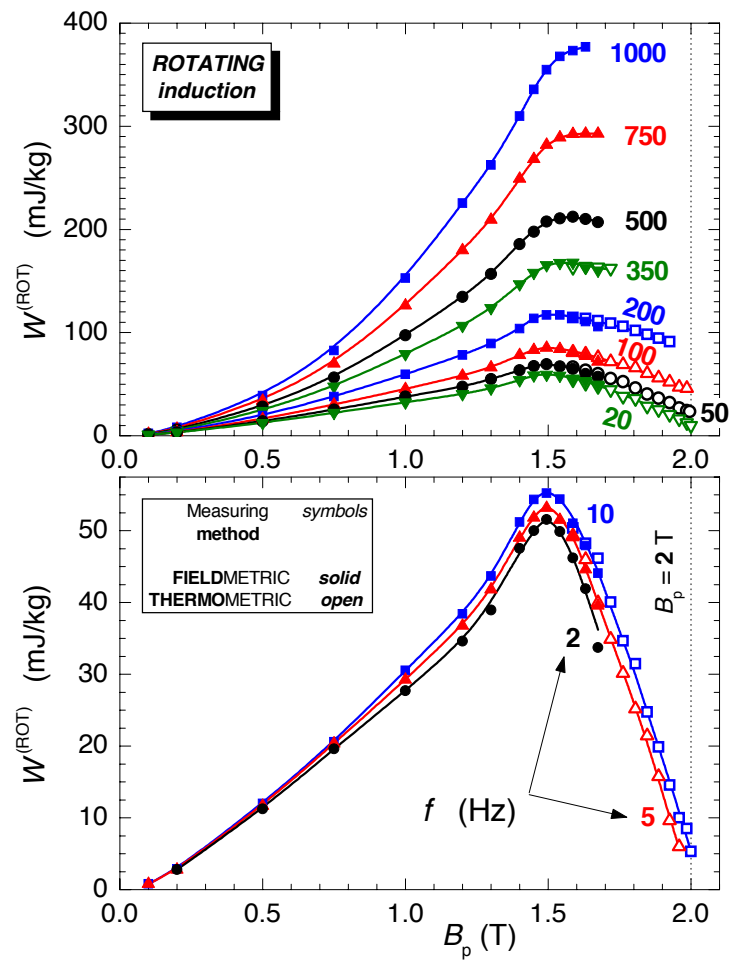 400
300
200
100
0
W(ROT) (mJ/kg)
ROTATING
induction
1000
750
500
350
200
100
50
20
0.0 0.5 1.0 1.5 2.0
50
40
30
20
10
0
W(ROT) (mJ/kg)
Measuring symbols
method
FIELDMETRIC solid
THERMOMETRIC open
10
Bp = 2 T
2
f (Hz)
5
0.0 0.5 1.0 1.5 2.0
Bp (T)